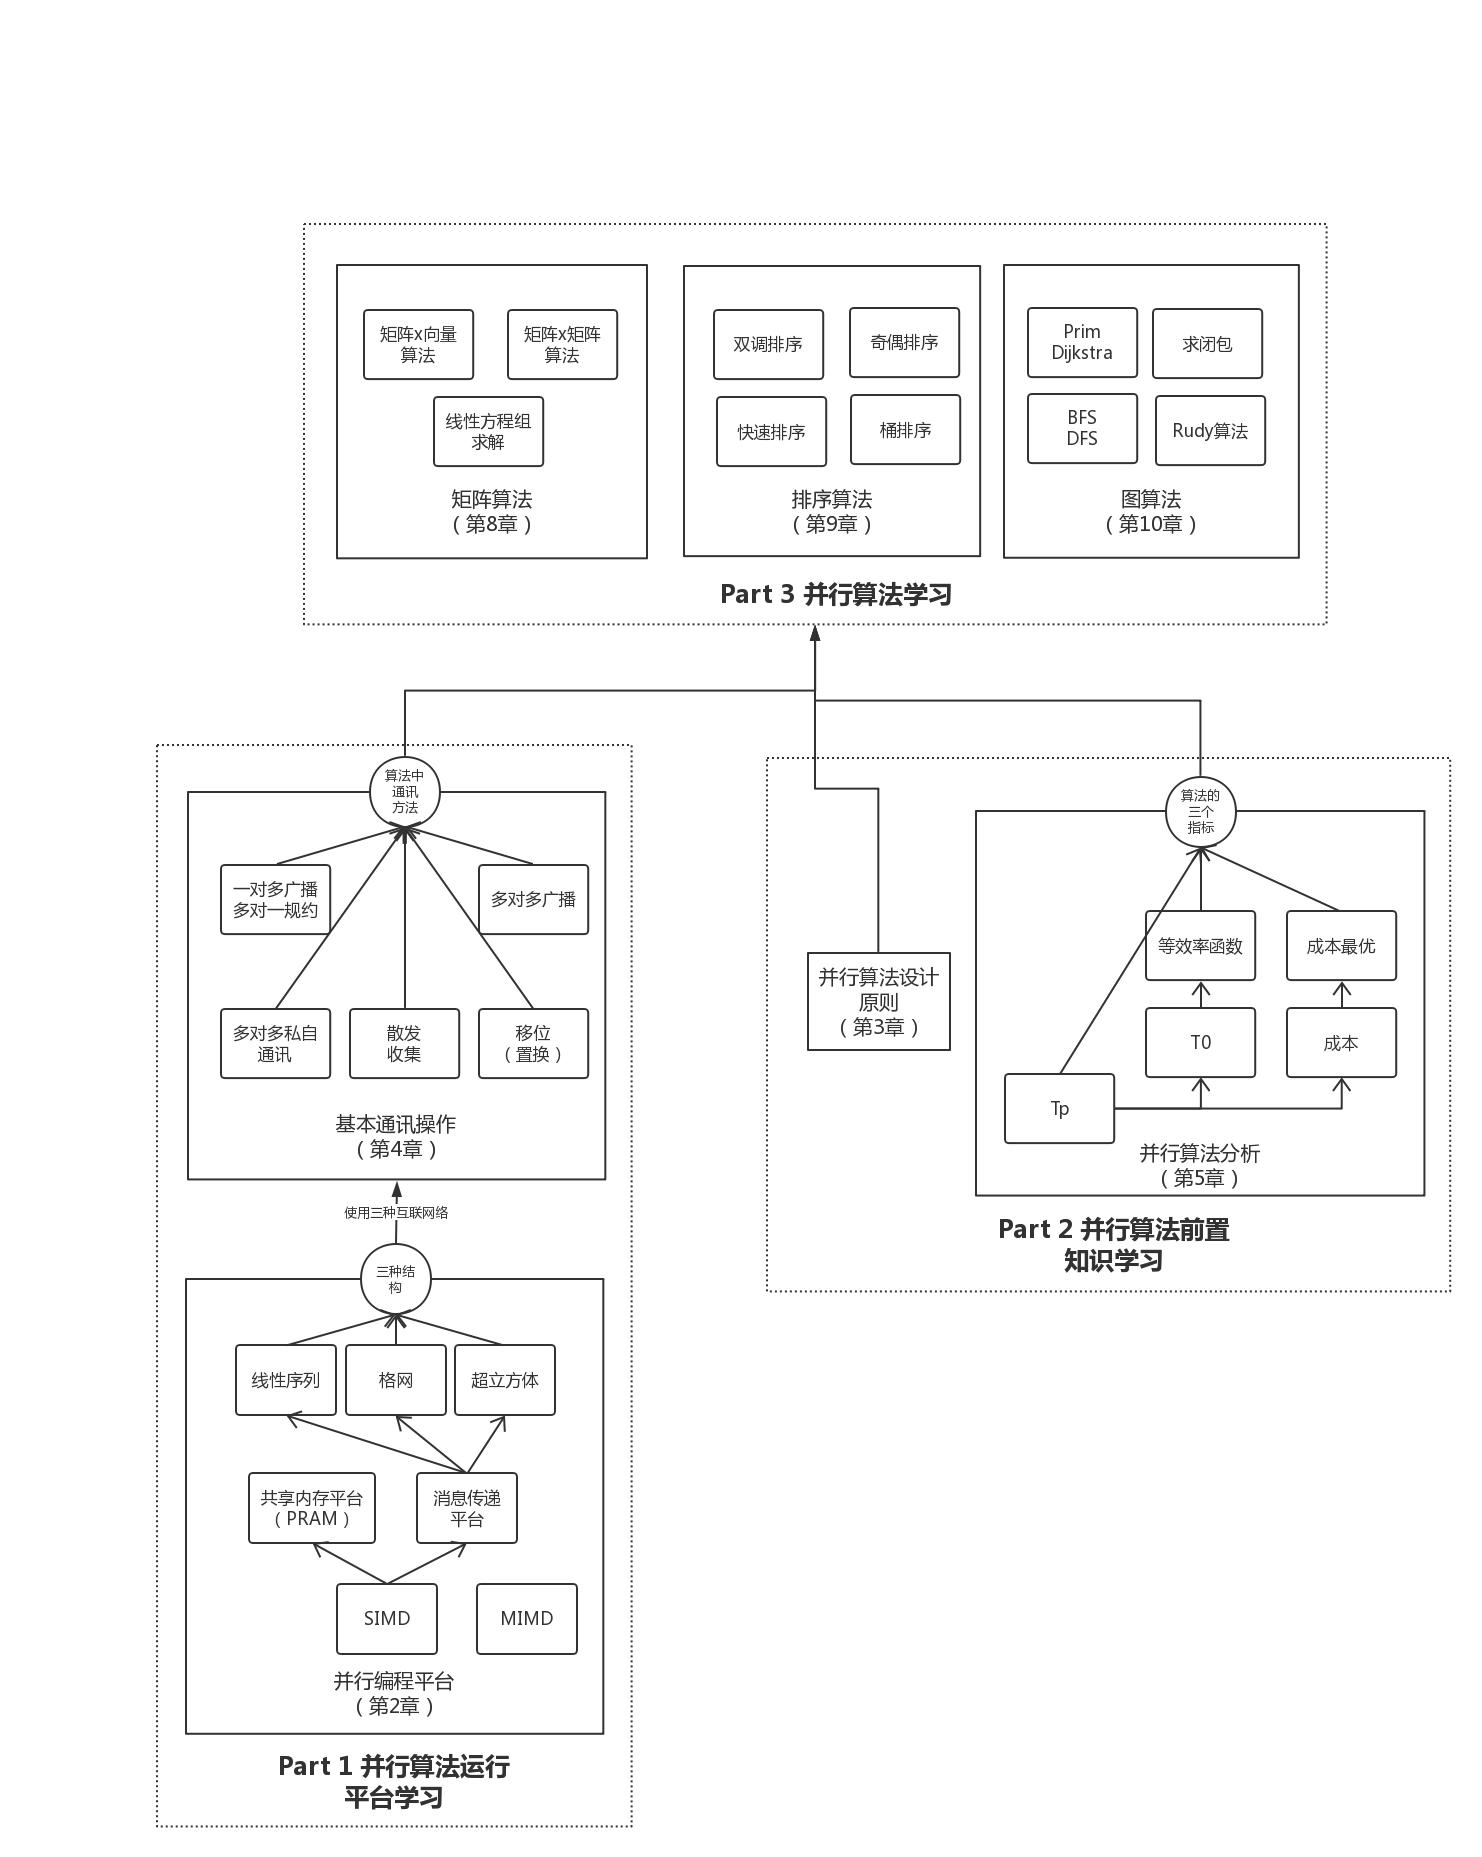 矩阵x向量
算法
矩阵x矩阵
算法
线性方程组
求解
矩阵算法
（第8章）
双调排序
奇偶排序
快速排序
桶排序
排序算法
（第9章）
Prim
Dijkstra
求闭包
BFS
DFS
Rudy算法
图算法
（第10章）
Part 3 并行算法学习
算法中
通讯
方法
一对多广播
多对一规约
多对多广播
多对多私自
通讯
散发
收集
移位
（置换）
基本通讯操作
（第4章）
使用三种互联网络
三种结
构
线性序列
格网
超立方体
共享内存平台
（PRAM）
消息传递
平台
SIMD
MIMD
并行编程平台
（第2章）
Part 1 并行算法运行
平台学习
并行算法设计
原则
（第3章）
算法的
三个
指标
等效率函数
成本最优
T0
成本
Tp
并行算法分析
（第5章）
Part 2 并行算法前置
知识学习